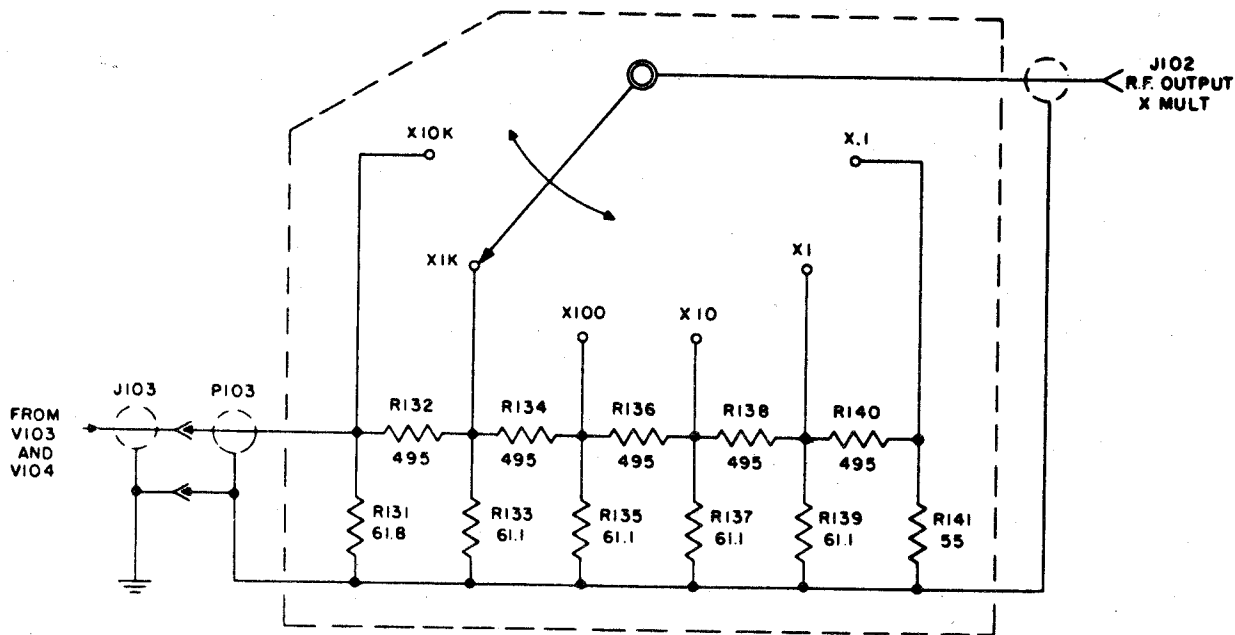 J102
R.F. OUTPUT
X MULT
X10K
X.1
X1K
X1
X100
X 10
J103
P103
FROM
V103
AND
V104
R132
495
R134
495
R136
495
R138
495
R140
495
R131
61.8
R133
61.1
R135
61.1
R137
61.1
R139
61.1
R141
55